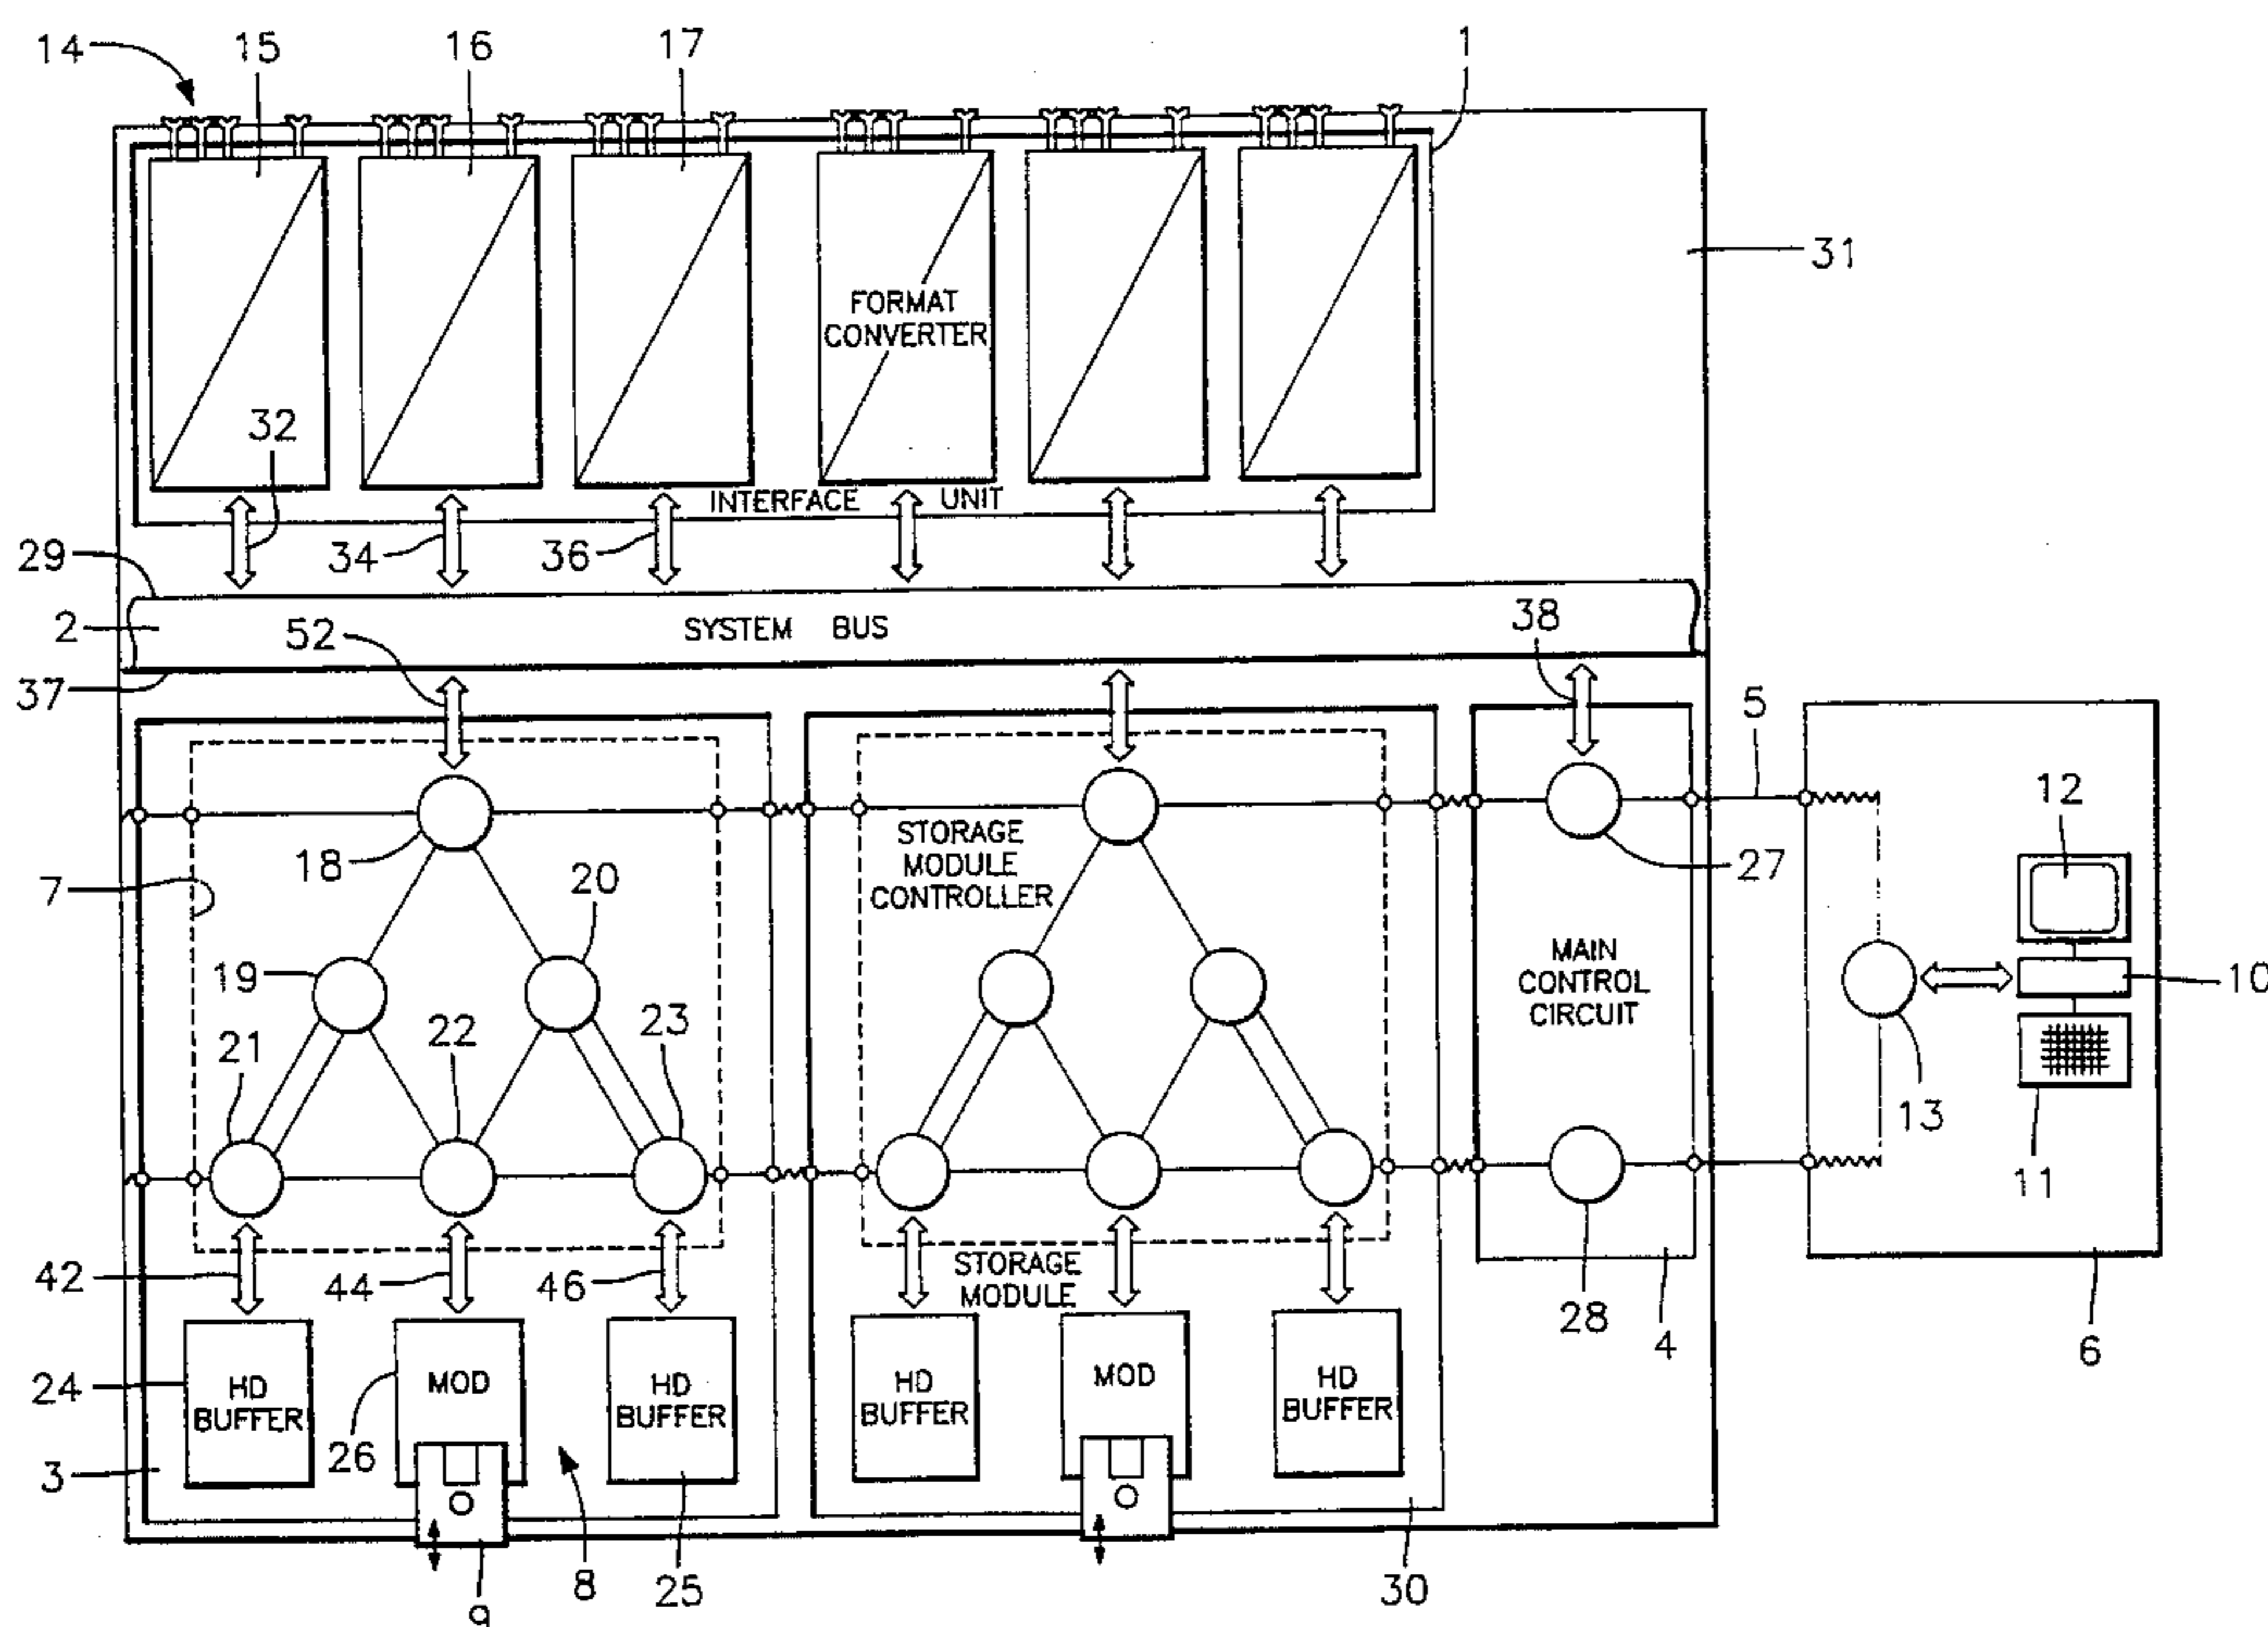 14
15
16
17
1
31
FORMAT
CONVERTER
32
INTERFACE UNIT
34
36
29
2
52
SYSTEM BUS
38
37
5
12
18
STORAGE
MODULE
CONTROLLER
27
7
20
19
MAIN
CONTROL
CIRCUIT
10
21
22
23
13
11
42
44
46
STORAGE
MODULE
28
4
6
24
HD
BUFFER
MOD
HD
BUFFER
HD
BUFFER
MOD
HD
BUFFER
26
3
9
8
25
30